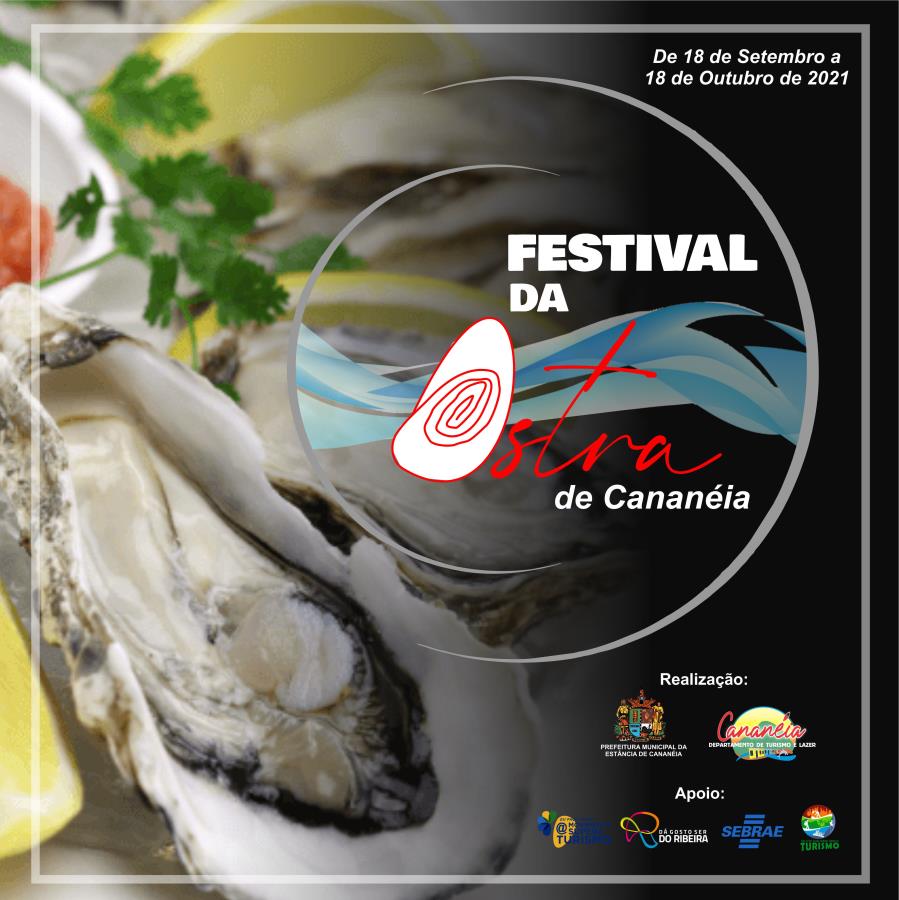 De 18 de Setembro a
18 de Outubro de 2021
FESTIVAL
DA
Ostra
de Cananéia
Realização:
PREFEITURA MUNICIPAL DA
ESTÂNCIA DE CANANÉIA
Cananéia
DEPARTAMENTO DE TURISMO E LAZER
Apoio:
TURISMO
DÁ GOSTO SER
DO RIBEIRA
SEBRAE
TURISMO